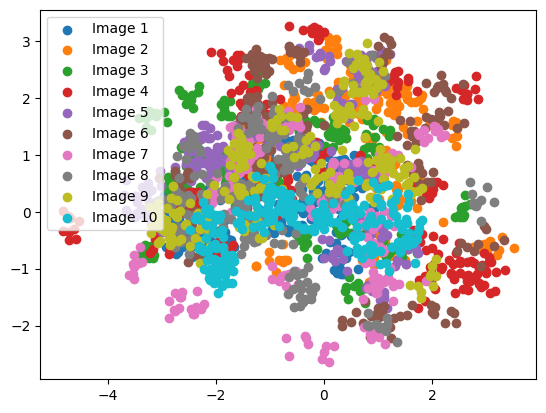 Image 1
Image 2
Image 3
Image 4
Image 5
Image 6
Image 7
Image 8
Image 9
Image 10
3
2
1
0
−1
−2
−4
−2
0
2